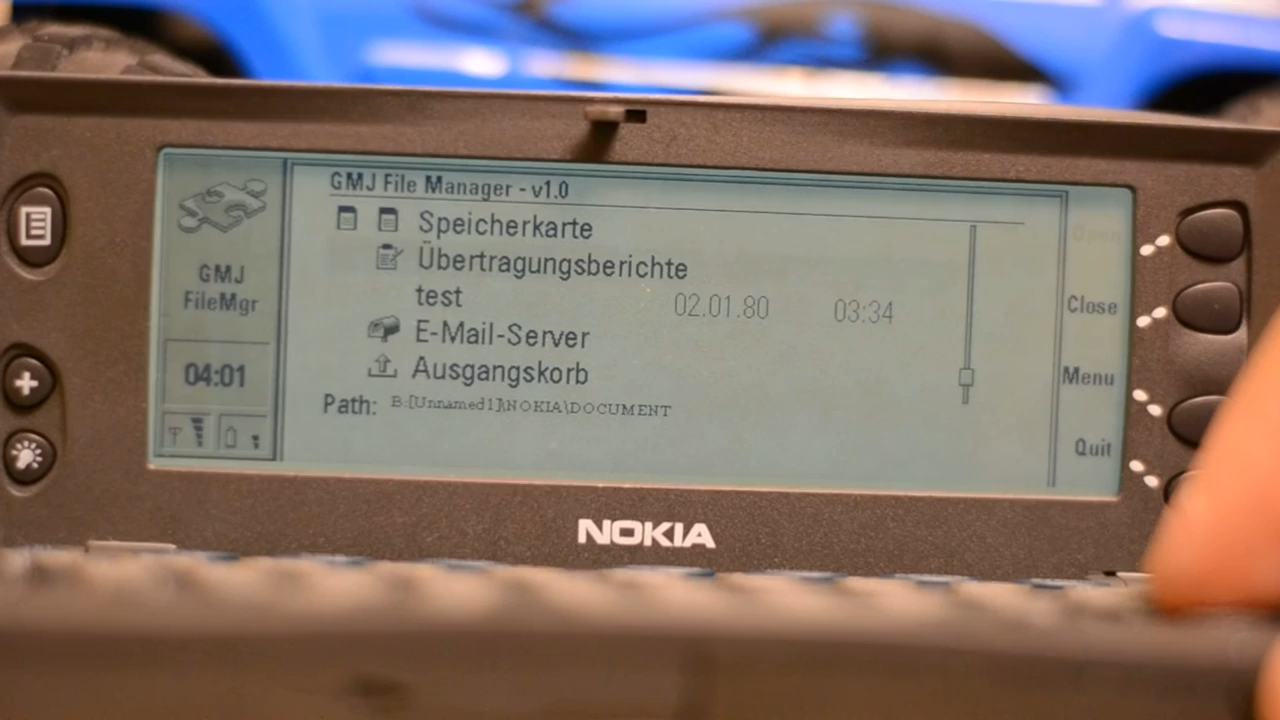 GMJ File Manager - v1.0
Speicherkarte
Übertragungsberichte
test 02.01.80 03:34
E-Mail-Server
Ausgangskorb
Path: B:[Unnamed1]\NOKIA\DOCUMENT
GMJ
FileMgr
04:01
Open
Close
Menu
Quit
NOKIA